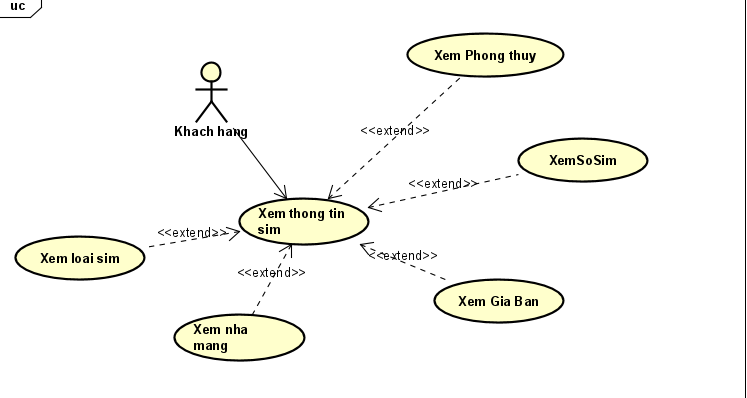 uc
Xem Phong thuy
Khach hang
<<extend>>
XemSoSim
<<extend>>
Xem thong tin
sim
<<extend>>
Xem loai sim
<<extend>>
<<extend>>
Xem Gia Ban
Xem nha
mang